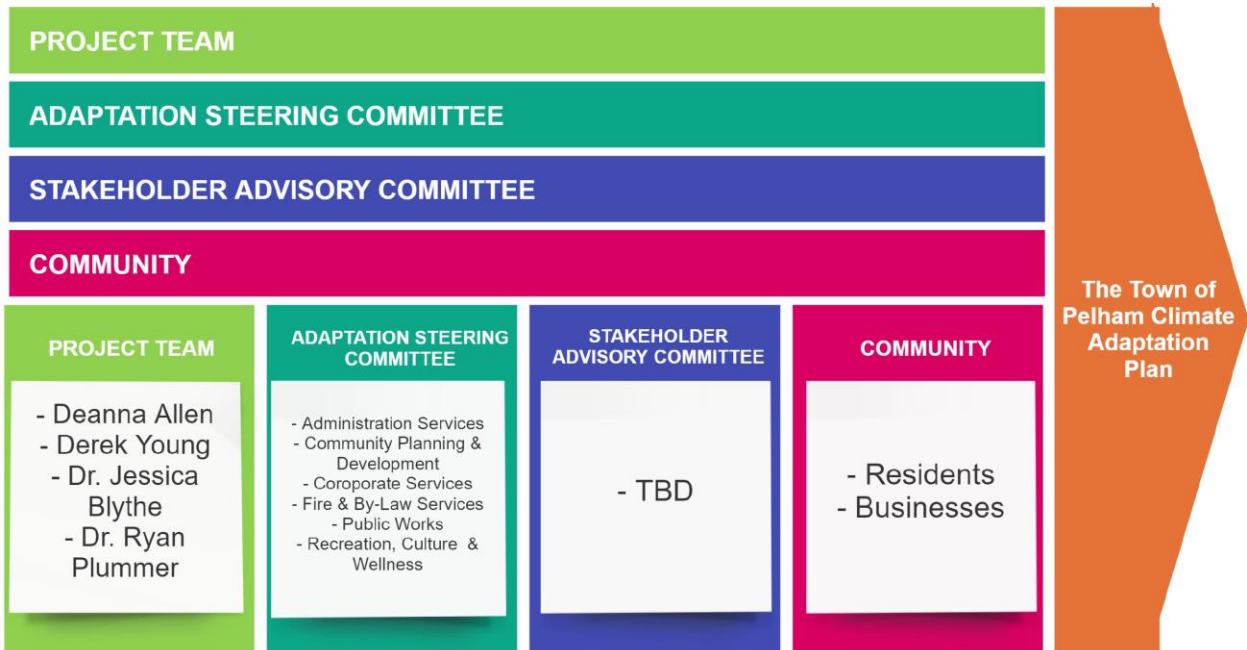 PROJECT TEAM
ADAPTATION STEERING COMMITTEE
STAKEHOLDER ADVISORY COMMITTEE
COMMUNITY
PROJECT TEAM
- Deanna Allen
- Derek Young
- Dr. Jessica
Blythe
- Dr. Ryan
Plummer
ADAPTATION STEERING
COMMITTEE
- Administration Services
- Community Planning &
Development
- Coroporate Services
- Fire & By-Law Services
- Public Works
- Recreation, Culture &
Wellness
STAKEHOLDER
ADVISORY COMMITTEE
- TBD
COMMUNITY
- Residents
- Businesses
The Town of
Pelham Climate
Adaptation
Plan